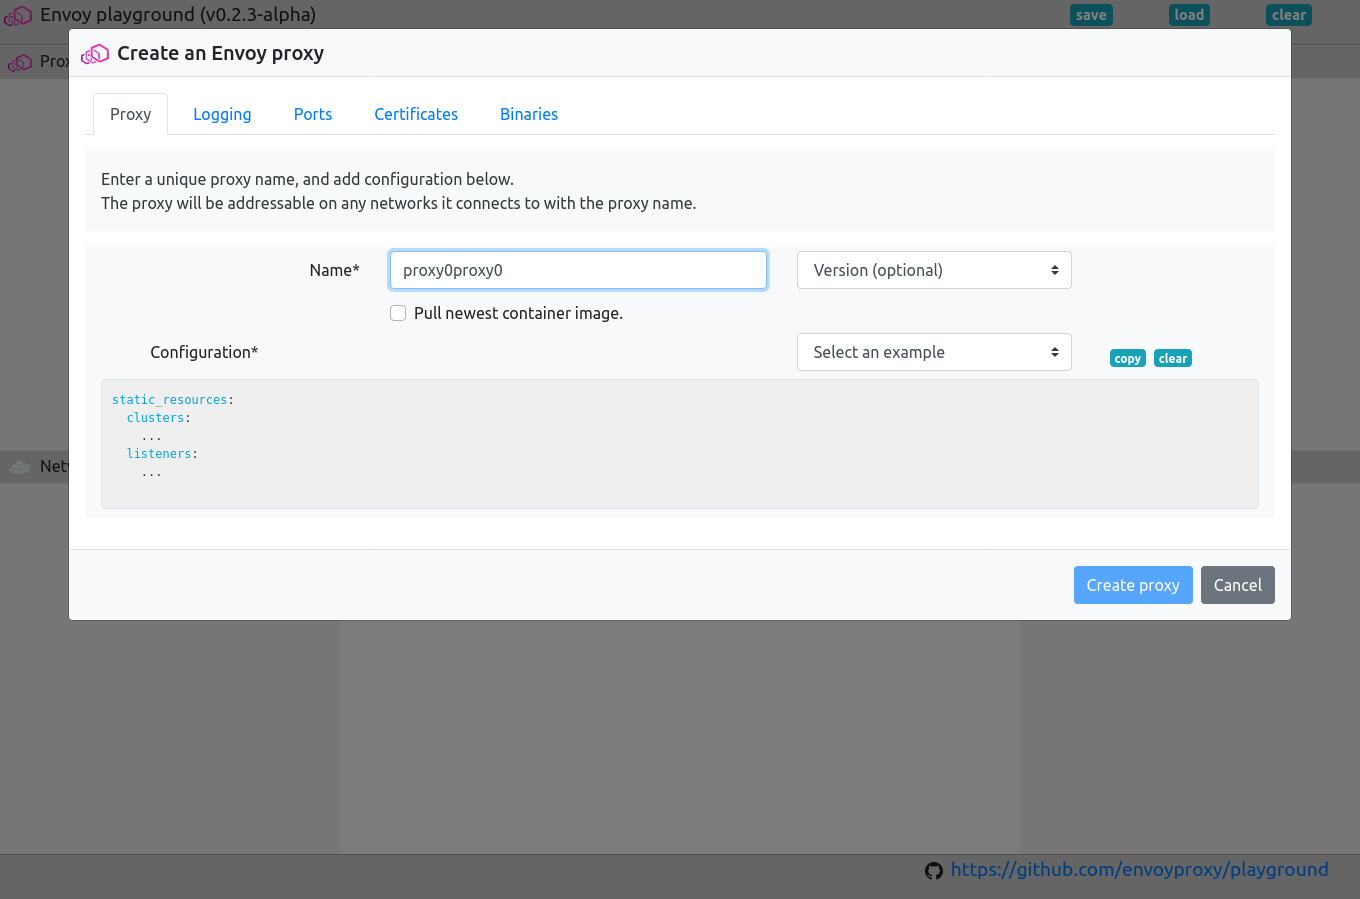 Envoy playground (v0.2.3-alpha)
save
load
clear
Create an Envoy proxy
Proxy
Logging
Ports
Certificates
Binaries
Enter a unique proxy name, and add configuration below.
The proxy will be addressable on any networks it connects to with the proxy name.
Name*
proxy0proxy0
Version (optional)
Pull newest container image.
Configuration*
Select an example
copy
clear
static_resources:
  clusters:
    ...
  listeners:
    ...
Create proxy
Cancel
https://github.com/envoyproxy/playground